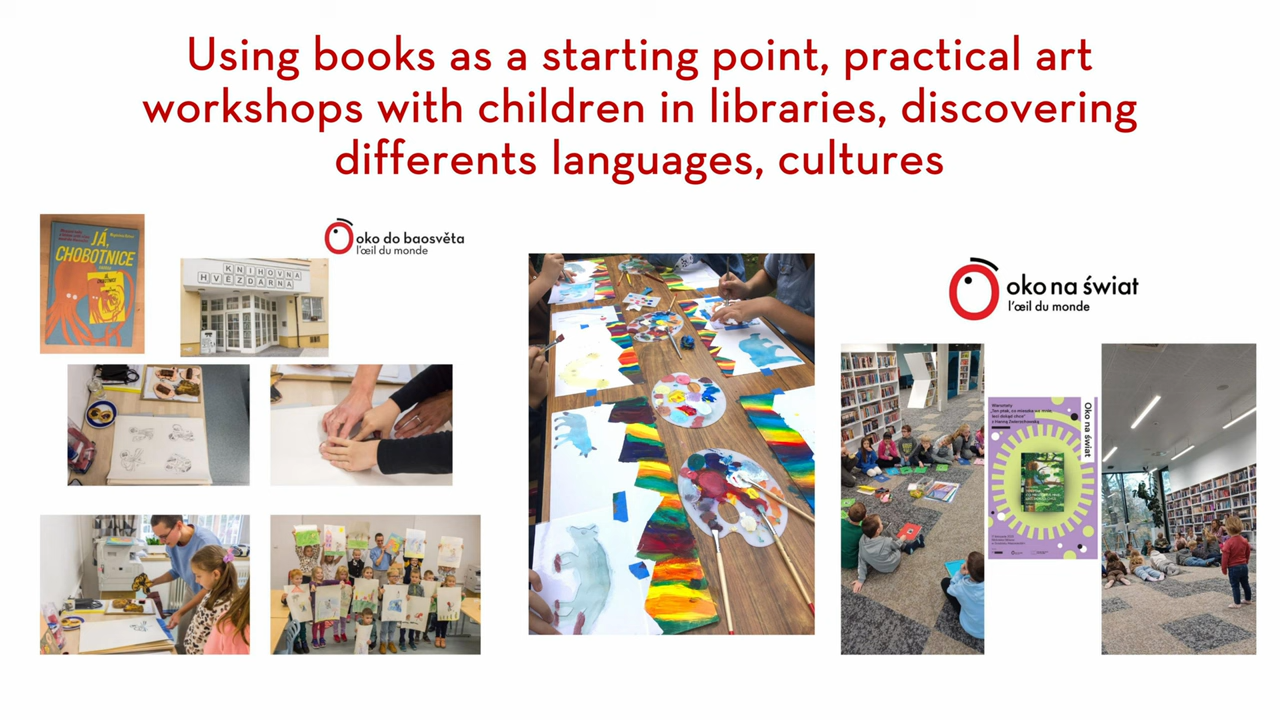 Using books as a starting point, practical art
workshops with children in libraries, discovering
differents languages, cultures
JÁ,
CHOBOTNICE
oko do baosvěta
l'œil du monde
KNIHOVNA
HVĚZDÁRNA
oko na świat
l'œil du monde
Warsztaty
Oko na świat